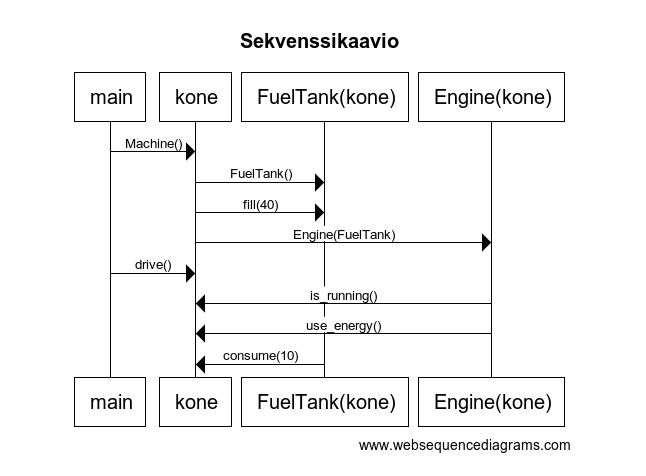 Sekvenssikaavio
main kone FuelTank(kone) Engine(kone)
Machine()
FuelTank()
fill(40)
Engine(FuelTank)
drive()
is_running()
use_energy()
consume(10)
main kone FuelTank(kone) Engine(kone)
www.websequencediagrams.com